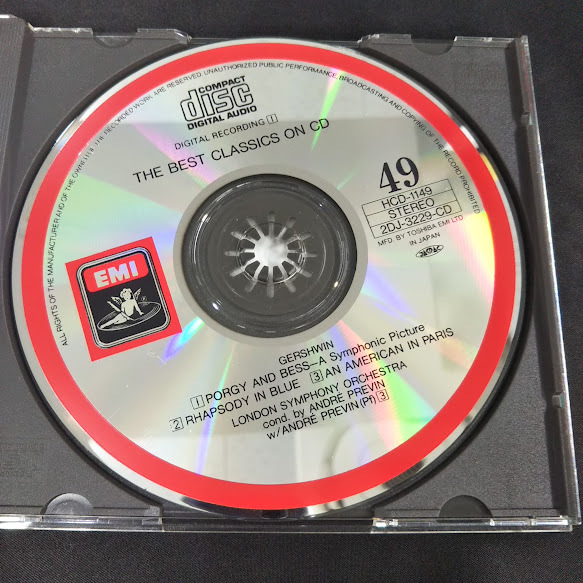 ALL RIGHTS OF THE MANUFACTURER AND OF THE OWNER OF THE RECORDED WORK ARE RESERVED. UNAUTHORIZED PUBLIC PERFORMANCE, BROADCASTING AND COPYING OF THE RECORD PROHIBITED
COMPACT
disc
DIGITAL AUDIO
DIGITAL RECORDING 1
THE BEST CLASSICS ON CD
49
HCD-1149
STEREO
2DJ-3229-CD
MFD. BY TOSHIBA EMI LTD
IN JAPAN
JASRAC
EMI
GERSHWIN
1 PORGY AND BESS—A Symphonic Picture
2 RHAPSODY IN BLUE 3 AN AMERICAN IN PARIS
LONDON SYMPHONY ORCHESTRA
cond. by ANDRÉ PREVIN
w/ANDRÉ PREVIN(Pf) 3